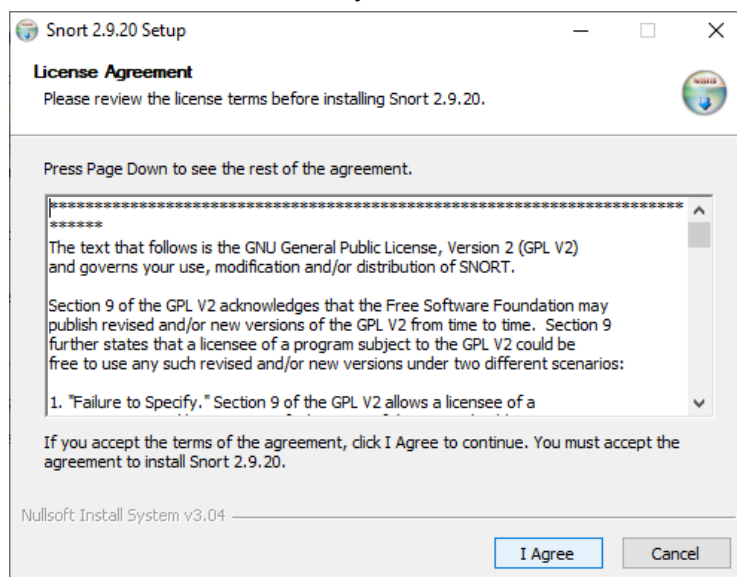 Snort 2.9.20 Setup
License Agreement
Please review the license terms before installing Snort 2.9.20.
Press Page Down to see the rest of the agreement.
*************************************************************************
******
The text that follows is the GNU General Public License, Version 2 (GPL V2)
and governs your use, modification and/or distribution of SNORT.
Section 9 of the GPL V2 acknowledges that the Free Software Foundation may
publish revised and/or new versions of the GPL V2 from time to time.  Section 9
further states that a licensee of a program subject to the GPL V2 could be
free to use any such revised and/or new versions under two different scenarios:
1. "Failure to Specify." Section 9 of the GPL V2 allows a licensee of a
If you accept the terms of the agreement, click I Agree to continue. You must accept the
agreement to install Snort 2.9.20.
Nullsoft Install System v3.04
I Agree
Cancel